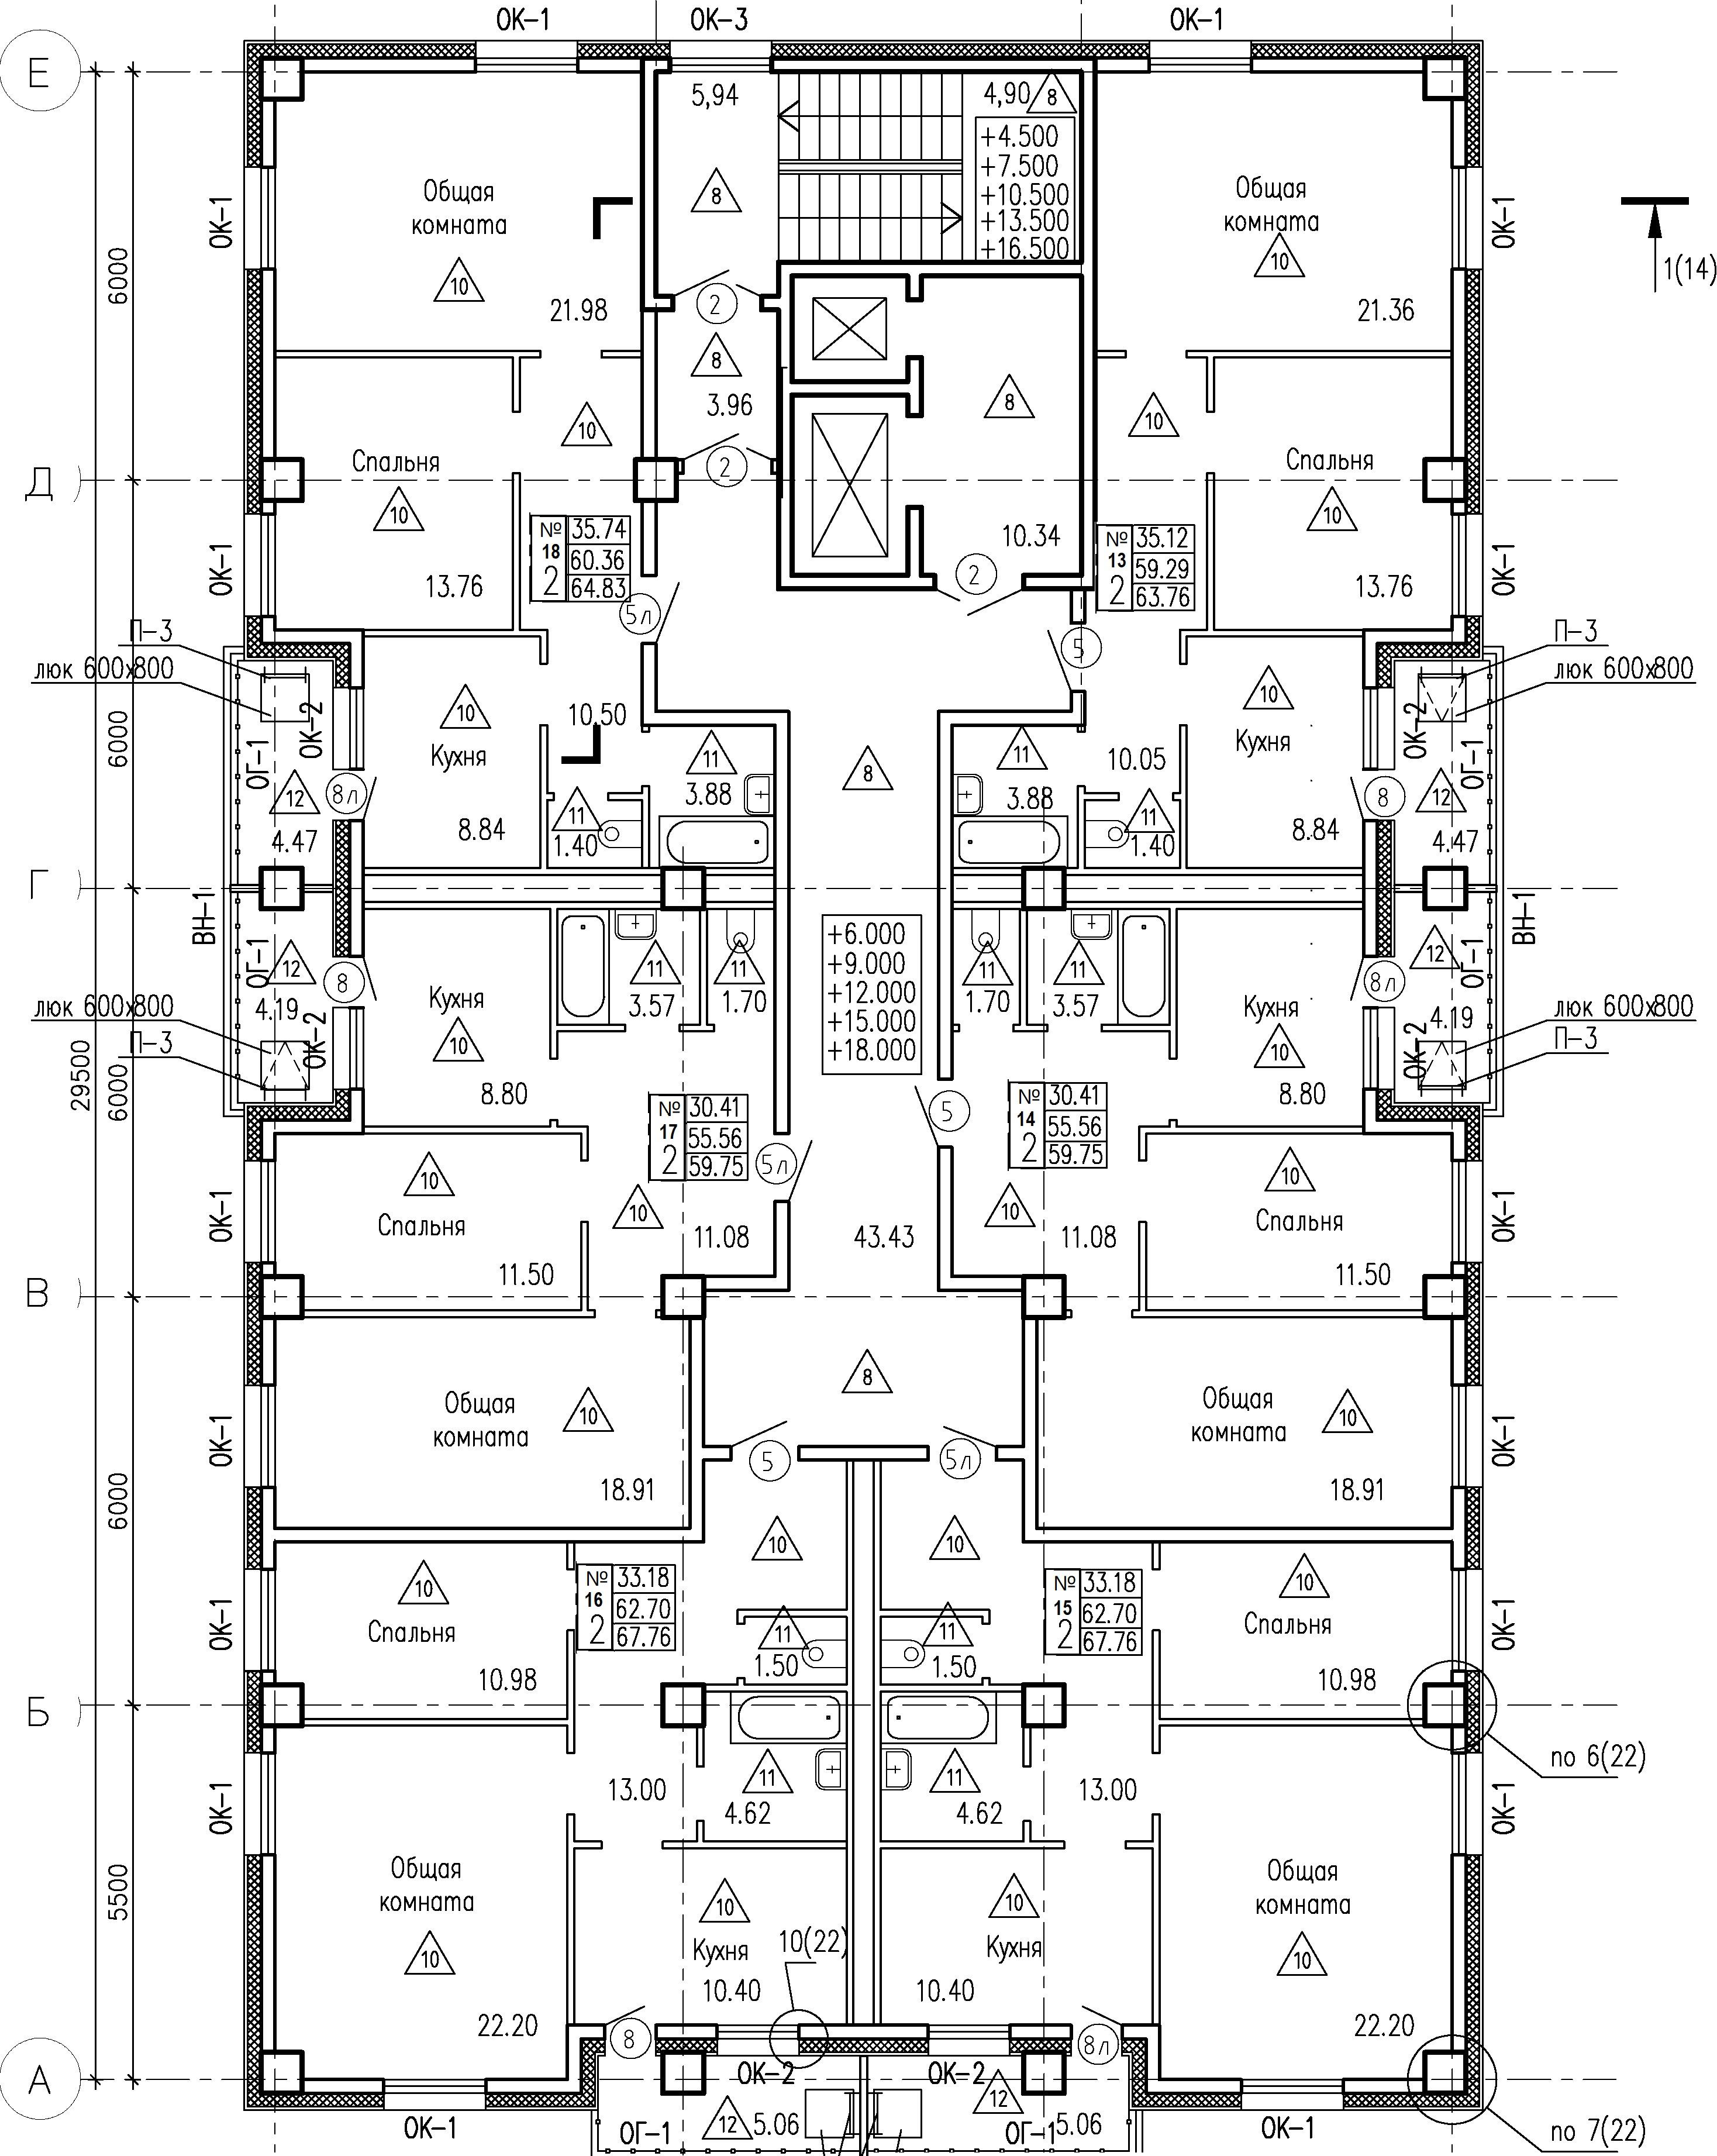 ОК-1
ОК-3
ОК-1
Е
5,94
4,90
8
+4.500
+7.500
+10.500
+13.500
+16.500
Общая
комната
10
21.98
8
Общая
комната
10
21.36
ОК-1
ОК-1
1(14)
6000
2
8
3.96
2
8
10.34
2
10
10
Спальня
10
13.76
Спальня
10
13.76
Д
ОК-1
ОК-1
№
18
2
35.74
60.36
64.83
№
13
2
35.12
59.29
63.76
5л
5
П-3
люк 600х800
П-3
люк 600х800
6000
ОК-2
ОГ-1
12
4.47
8л
10
Кухня
8.84
10.50
11
3.88
11
1.40
8
11
3.88
10.05
11
1.40
10
Кухня
8.84
8
ОК-2
ОГ-1
12
4.47
Г
ВН-1
ВН-1
ОГ-1
12
4.19
ОК-2
8
Кухня
10
8.80
11
3.57
11
1.70
+6.000
+9.000
+12.000
+15.000
+18.000
11
1.70
11
3.57
Кухня
10
8.80
8л
12
ОГ-1
4.19
ОК-2
люк 600х800
П-3
люк 600х800
П-3
29500
6000
№
17
2
30.41
55.56
59.75
5
5л
№
14
2
30.41
55.56
59.75
10
Спальня
11.50
10
11.08
43.43
10
11.08
10
Спальня
11.50
ОК-1
ОК-1
В
Общая
комната
10
18.91
8
Общая
комната
10
18.91
ОК-1
ОК-1
5
5л
6000
10
10
10
Спальня
10.98
№
16
2
33.18
62.70
67.76
11
1.50
11
1.50
№
15
2
33.18
62.70
67.76
10
Спальня
10.98
ОК-1
ОК-1
Б
по 6(22)
13.00
11
4.62
11
4.62
13.00
ОК-1
ОК-1
5500
Общая
комната
10
22.20
10
Кухня
10.40
10(22)
10
Кухня
10.40
Общая
комната
10
22.20
8
8л
А
ОК-2
ОК-2
ОК-1
ОГ-1
12
5.06
12
ОГ-1
5.06
ОК-1
по 7(22)